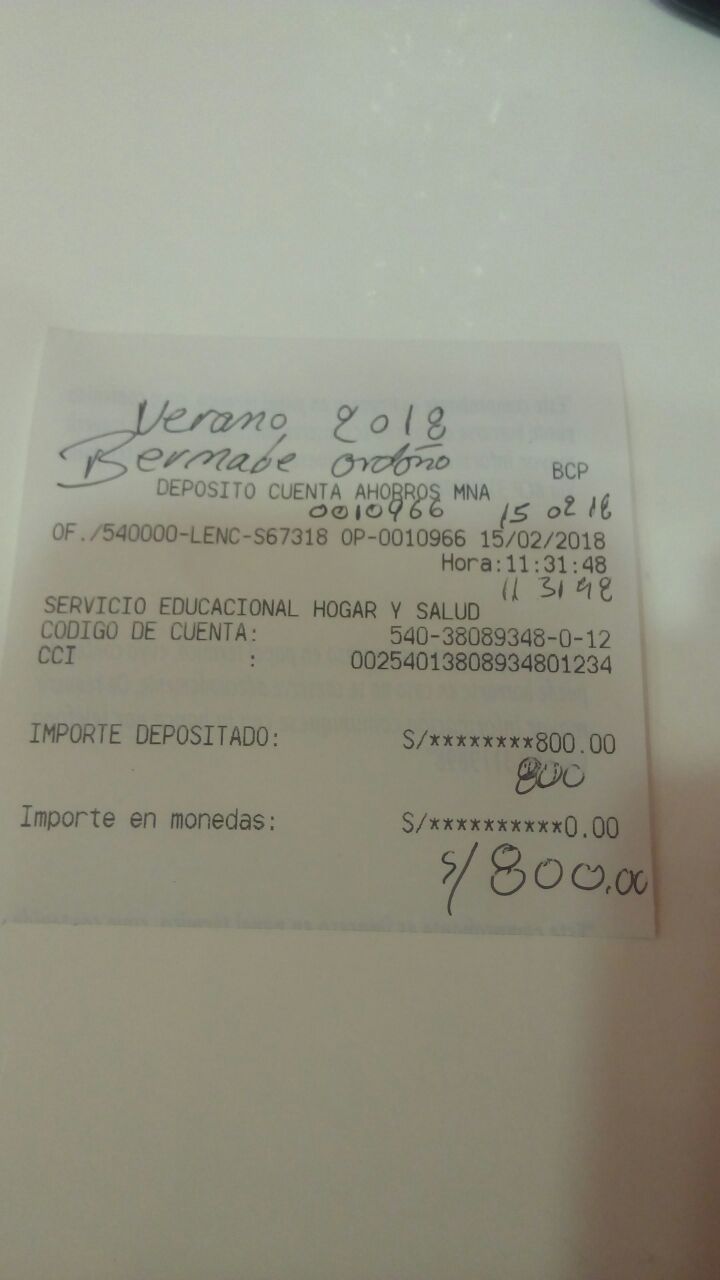 Verano 2018
Bermabe ordoño
BCP
DEPOSITO CUENTA AHORROS MNA
0010966 15 02 18
OF./540000-LENC-S67318 OP-0010966 15/02/2018
Hora:11:31:48
11 31 48
SERVICIO EDUCACIONAL HOGAR Y SALUD
CODIGO DE CUENTA: 540-38089348-0-12
CCI : 00254013808934801234
IMPORTE DEPOSITADO: S/********800.00
800
Importe en monedas: S/**********0.00
S/ 800.00